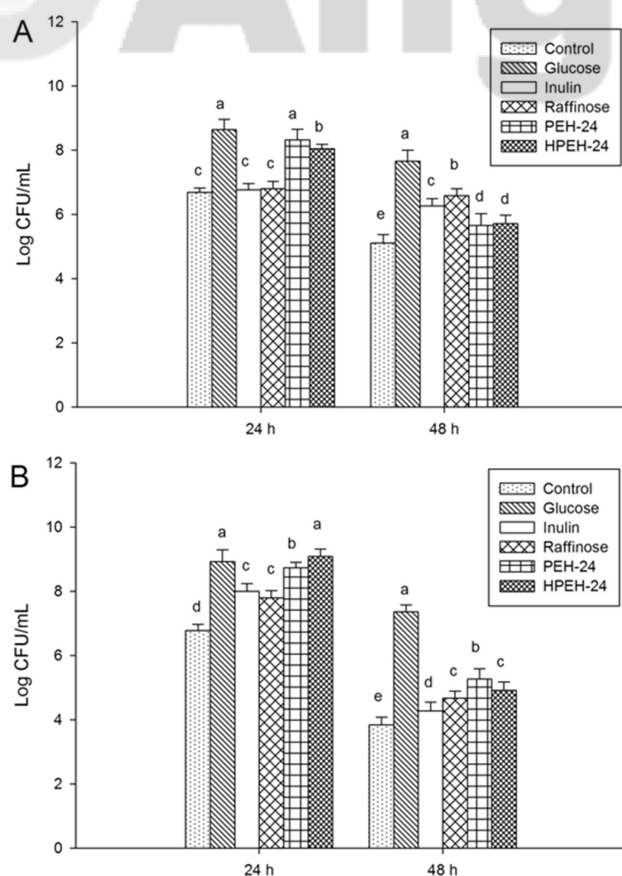 A
12
10
8
6
4
2
0
Log CFU/mL
Control
Glucose
Inulin
Raffinose
PEH-24
HPEH-24
c a c c a b
e a c b d d
24 h 48 h
B
12
10
8
6
4
2
0
Log CFU/mL
Control
Glucose
Inulin
Raffinose
PEH-24
HPEH-24
d a c c b a
e a d c b c
24 h 48 h